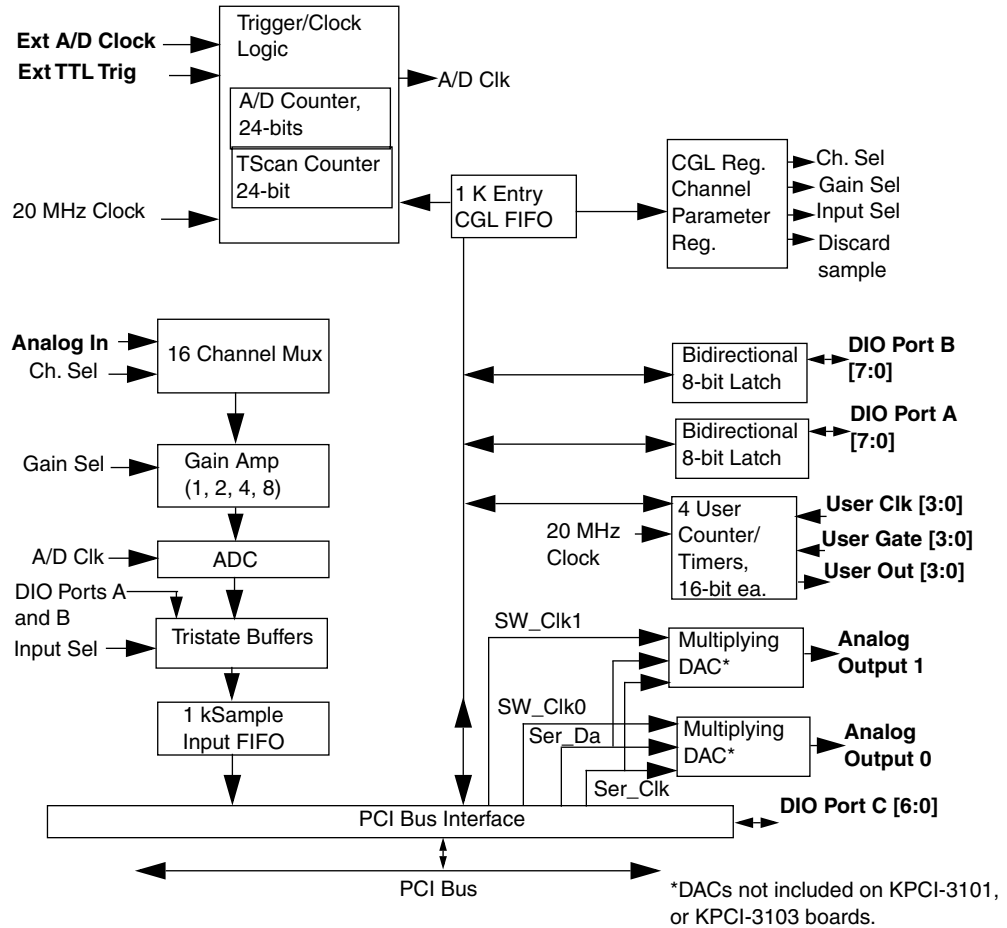 Trigger/Clock
Logic
Ext A/D Clock
Ext TTL Trig
A/D Clk
A/D Counter,
24-bits
TScan Counter
24-bit
20 MHz Clock
1 K Entry
CGL FIFO
CGL Reg.
Channel
Parameter
Reg.
Ch. Sel
Gain Sel
Input Sel
Discard
sample
Analog In
Ch. Sel
16 Channel Mux
Bidirectional
8-bit Latch
DIO Port B
[7:0]
Bidirectional
8-bit Latch
DIO Port A
[7:0]
Gain Sel
Gain Amp
(1, 2, 4, 8)
20 MHz
Clock
4 User
Counter/
Timers,
16-bit ea.
User Clk [3:0]
User Gate [3:0]
User Out [3:0]
A/D Clk
ADC
DIO Ports A
and B
Input Sel
Tristate Buffers
SW_Clk1
Multiplying
DAC*
Analog
Output 1
1 kSample
Input FIFO
SW_Clk0
Ser_Da
Multiplying
DAC*
Analog
Output 0
Ser_Clk
PCI Bus Interface
DIO Port C [6:0]
PCI Bus
*DACs not included on KPCI-3101,
or KPCI-3103 boards.